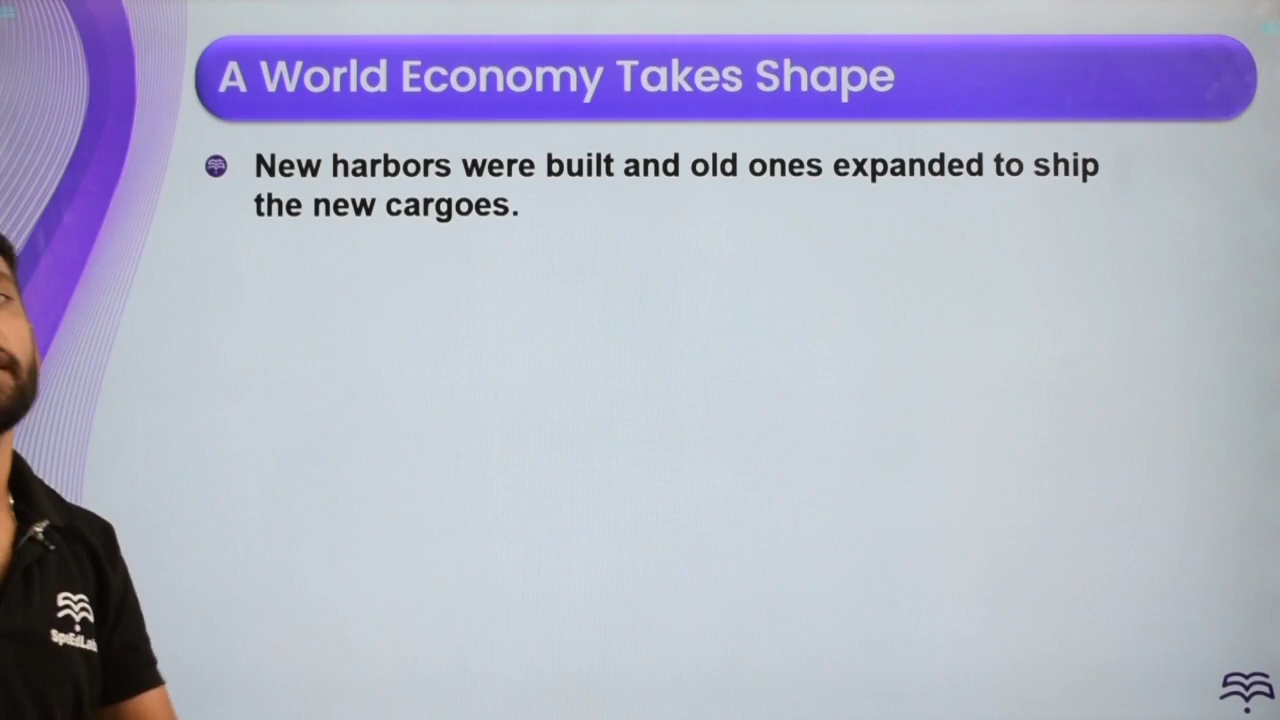 A World Economy Takes Shape
New harbors were built and old ones expanded to ship
the new cargoes.